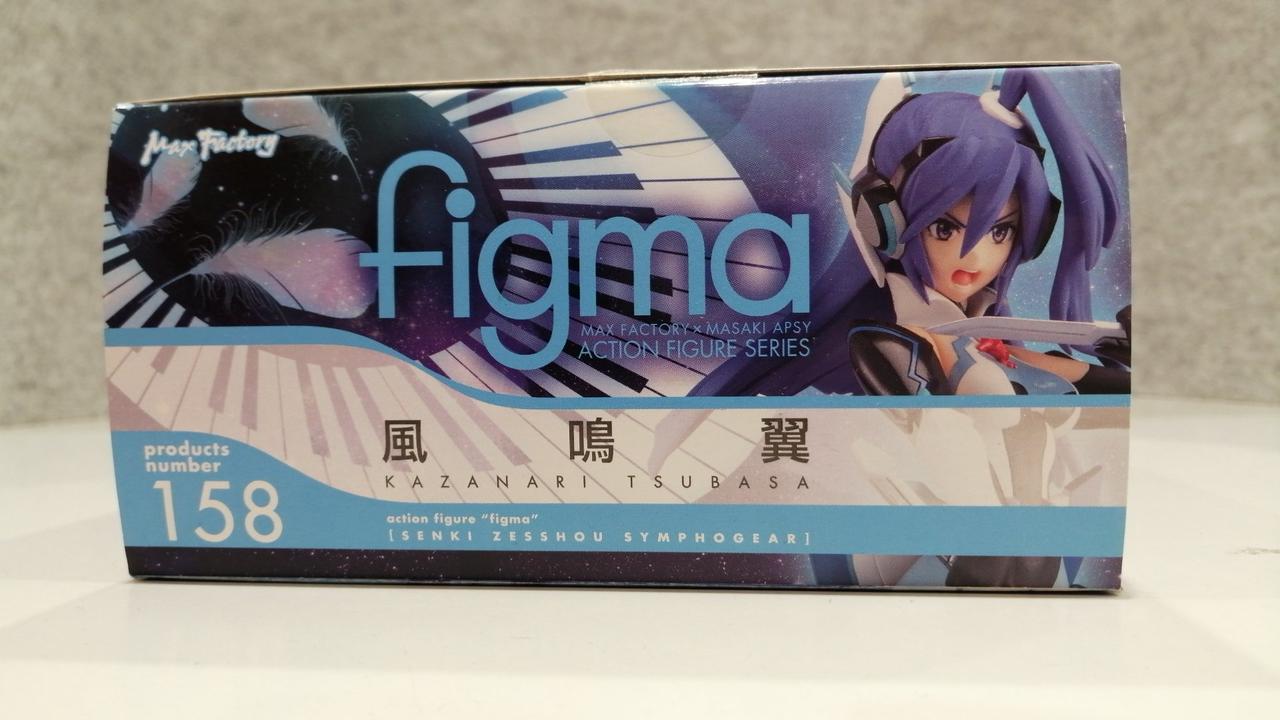 Max Factory
figma
MAX FACTORY × MASAKI APSY
ACTION FIGURE SERIES
風鳴翼
KAZANARI TSUBASA
products
number
158
action figure "figma"
[SENKI ZESSHOU SYMPHOGEAR]